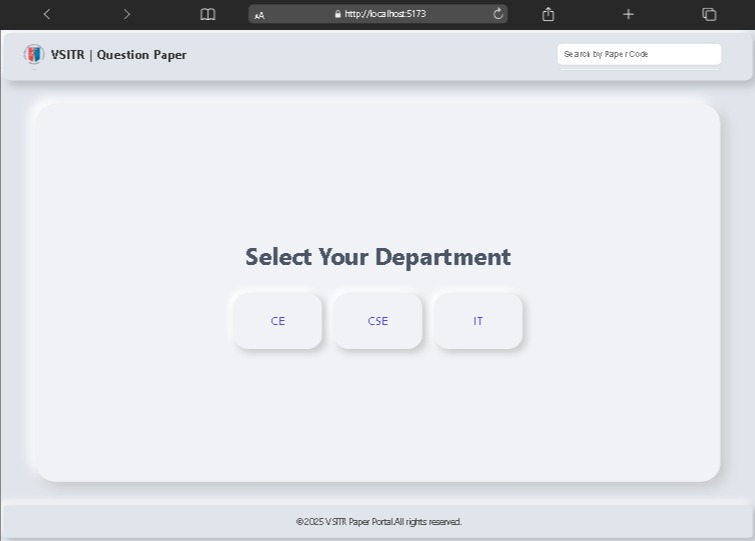 AA
http://localhost:5173
VSITR | Question Paper
Search by Paper Code
Select Your Department
CE
CSE
IT
©2025 VSITR Paper Portal.All rights reserved.